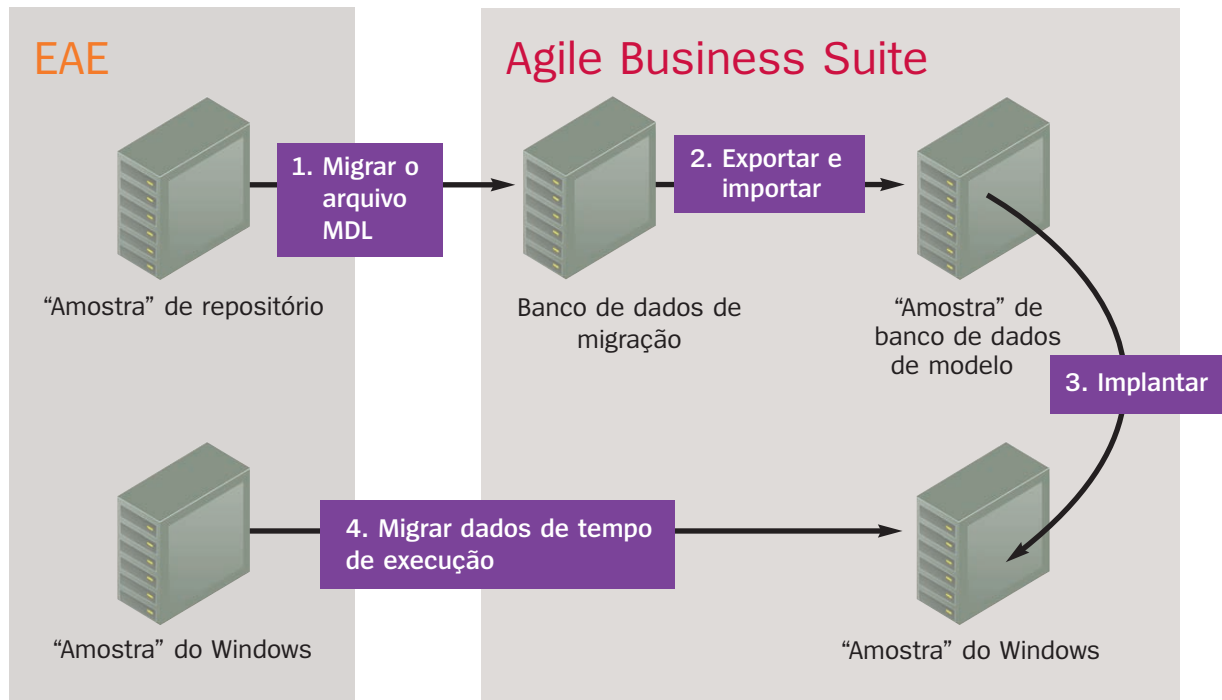 EAE
Agile Business Suite
1. Migrar o
arquivo
MDL
2. Exportar e
importar
“Amostra” de repositório
Banco de dados de
migração
“Amostra” de
banco de dados
de modelo
3. Implantar
4. Migrar dados de tempo
de execução
“Amostra” do Windows
“Amostra” do Windows